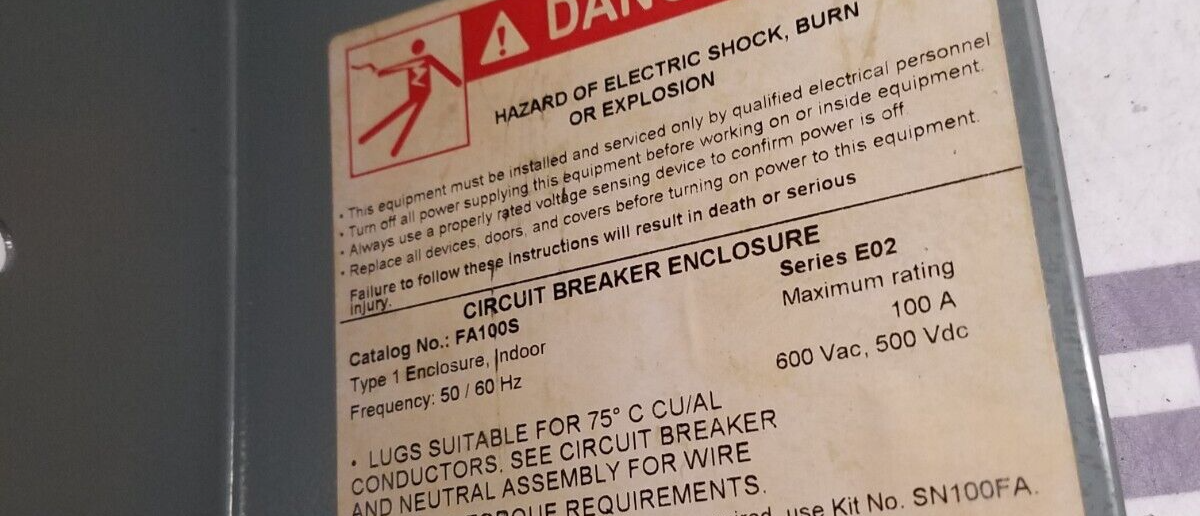 HAZARD OF ELECTRIC SHOCK, BURN
OR EXPLOSION
• This equipment must be installed and serviced only by qualified electrical personnel
• Turn off all power supplying this equipment before working on or inside equipment.
• Always use a properly rated voltage sensing device to confirm power is off.
• Replace all devices, doors, and covers before turning on power to this equipment.
Failure to follow these Instructions will result in death or serious
injury.
CIRCUIT BREAKER ENCLOSURE
Catalog No.: FA100S Series E02
Type 1 Enclosure, Indoor Maximum rating
Frequency: 50 / 60 Hz 100 A
600 Vac, 500 Vdc
• LUGS SUITABLE FOR 75° C CU/AL
CONDUCTORS. SEE CIRCUIT BREAKER
AND NEUTRAL ASSEMBLY FOR WIRE
REQUIREMENTS.
use Kit No. SN100FA.